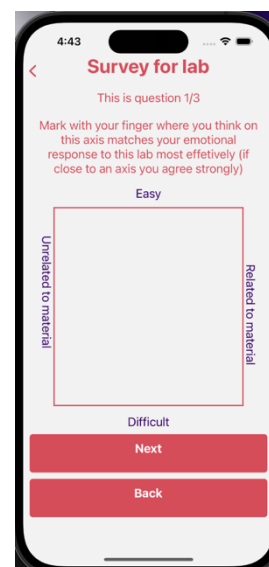 4:43
Survey for lab
This is question 1/3
Mark with your finger where you think on
this axis matches your emotional
response to this lab most effetively (if
close to an axis you agree strongly)
Easy
Unrelated to material
Related to material
Difficult
Next
Back